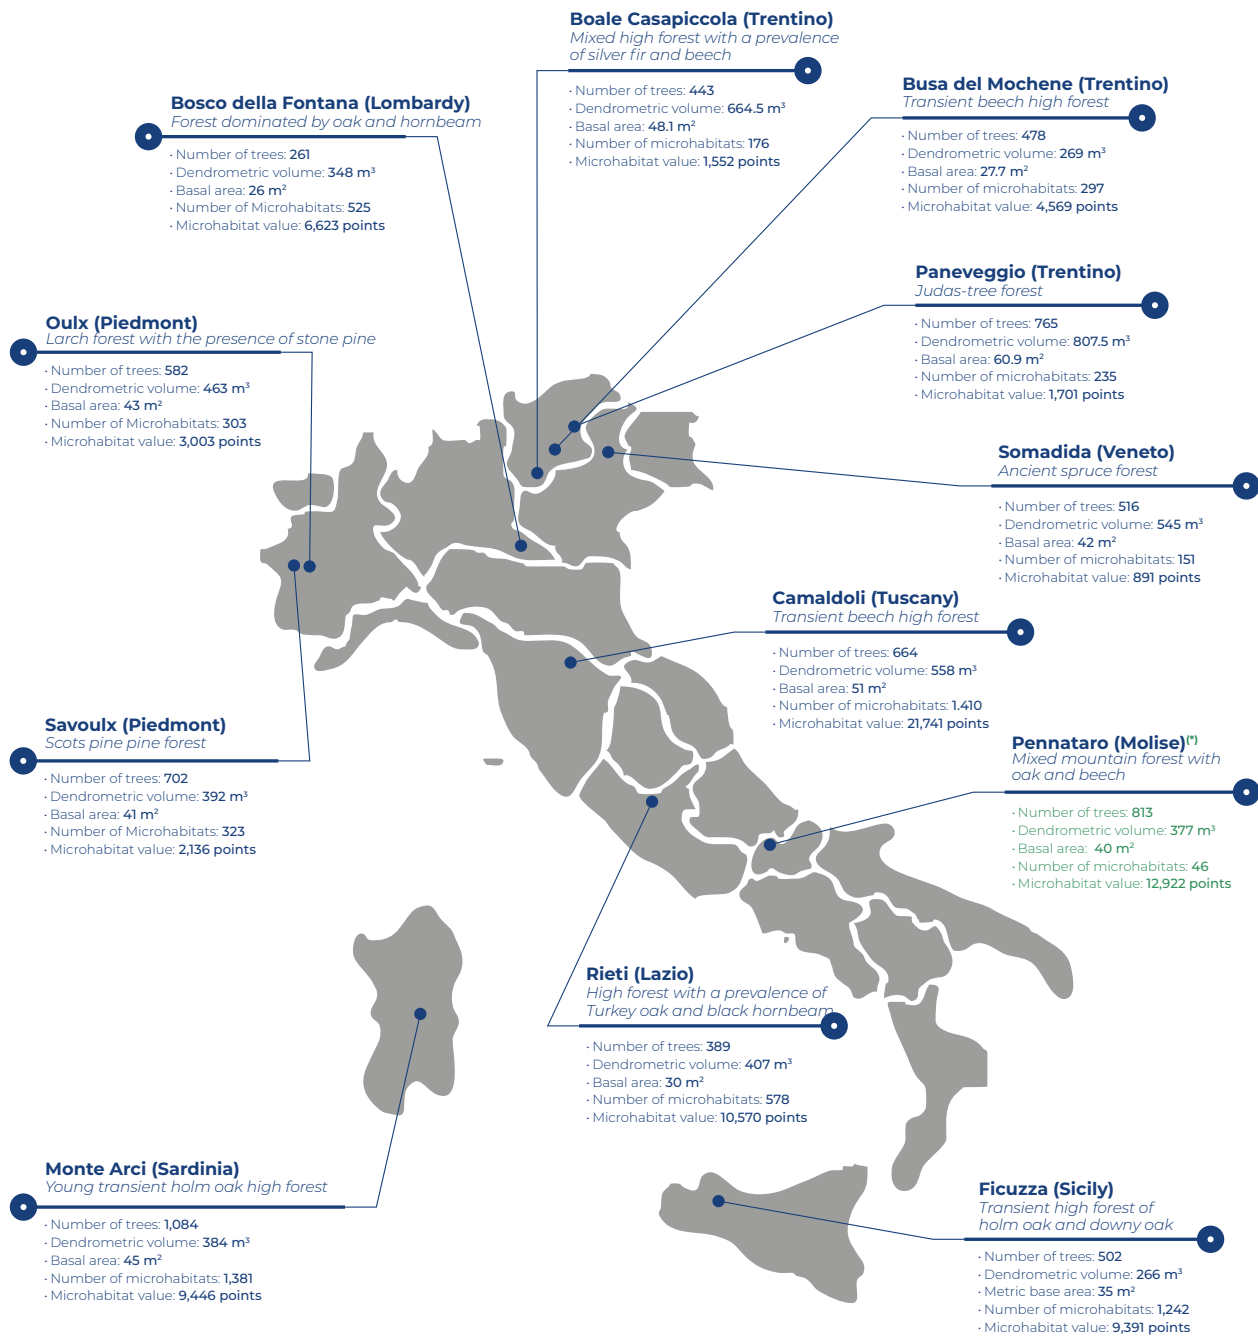 Boale Casapiccola (Trentino)
Mixed high forest with a prevalence
of silver fir and beech
· Number of trees: 443
· Dendrometric volume: 664.5 m³
· Basal area: 48.1 m²
· Number of microhabitats: 176
· Microhabitat value: 1,552 points
Busa del Mochene (Trentino)
Transient beech high forest
· Number of trees: 478
· Dendrometric volume: 269 m³
· Basal area: 27.7 m²
· Number of microhabitats: 297
· Microhabitat value: 4,569 points
Bosco della Fontana (Lombardy)
Forest dominated by oak and hornbeam
· Number of trees: 261
· Dendrometric volume: 348 m³
· Basal area: 26 m²
· Number of Microhabitats: 525
· Microhabitat value: 6,623 points
Paneveggio (Trentino)
Judas-tree forest
· Number of trees: 765
· Dendrometric volume: 807.5 m³
· Basal area: 60.9 m²
· Number of microhabitats: 235
· Microhabitat value: 1,701 points
Oulx (Piedmont)
Larch forest with the presence of stone pine
· Number of trees: 582
· Dendrometric volume: 463 m³
· Basal area: 43 m²
· Number of Microhabitats: 303
· Microhabitat value: 3,003 points
Somadida (Veneto)
Ancient spruce forest
· Number of trees: 516
· Dendrometric volume: 545 m³
· Basal area: 42 m²
· Number of microhabitats: 151
· Microhabitat value: 891 points
Camaldoli (Tuscany)
Transient beech high forest
· Number of trees: 664
· Dendrometric volume: 558 m³
· Basal area: 51 m²
· Number of microhabitats: 1.410
· Microhabitat value: 21,741 points
Savoulx (Piedmont)
Scots pine pine forest
· Number of trees: 702
· Dendrometric volume: 392 m³
· Basal area: 41 m²
· Number of Microhabitats: 323
· Microhabitat value: 2,136 points
Pennataro (Molise)(*)
Mixed mountain forest with
oak and beech
· Number of trees: 813
· Dendrometric volume: 377 m³
· Basal area: 40 m²
· Number of microhabitats: 46
· Microhabitat value: 12,922 points
Rieti (Lazio)
High forest with a prevalence of
Turkey oak and black hornbeam
· Number of trees: 389
· Dendrometric volume: 407 m³
· Basal area: 30 m²
· Number of microhabitats: 578
· Microhabitat value: 10,570 points
Monte Arci (Sardinia)
Young transient holm oak high forest
· Number of trees: 1,084
· Dendrometric volume: 384 m³
· Basal area: 45 m²
· Number of microhabitats: 1,381
· Microhabitat value: 9,446 points
Ficuzza (Sicily)
Transient high forest of
holm oak and downy oak
· Number of trees: 502
· Dendrometric volume: 266 m³
· Metric base area: 35 m²
· Number of microhabitats: 1,242
· Microhabitat value: 9,391 points